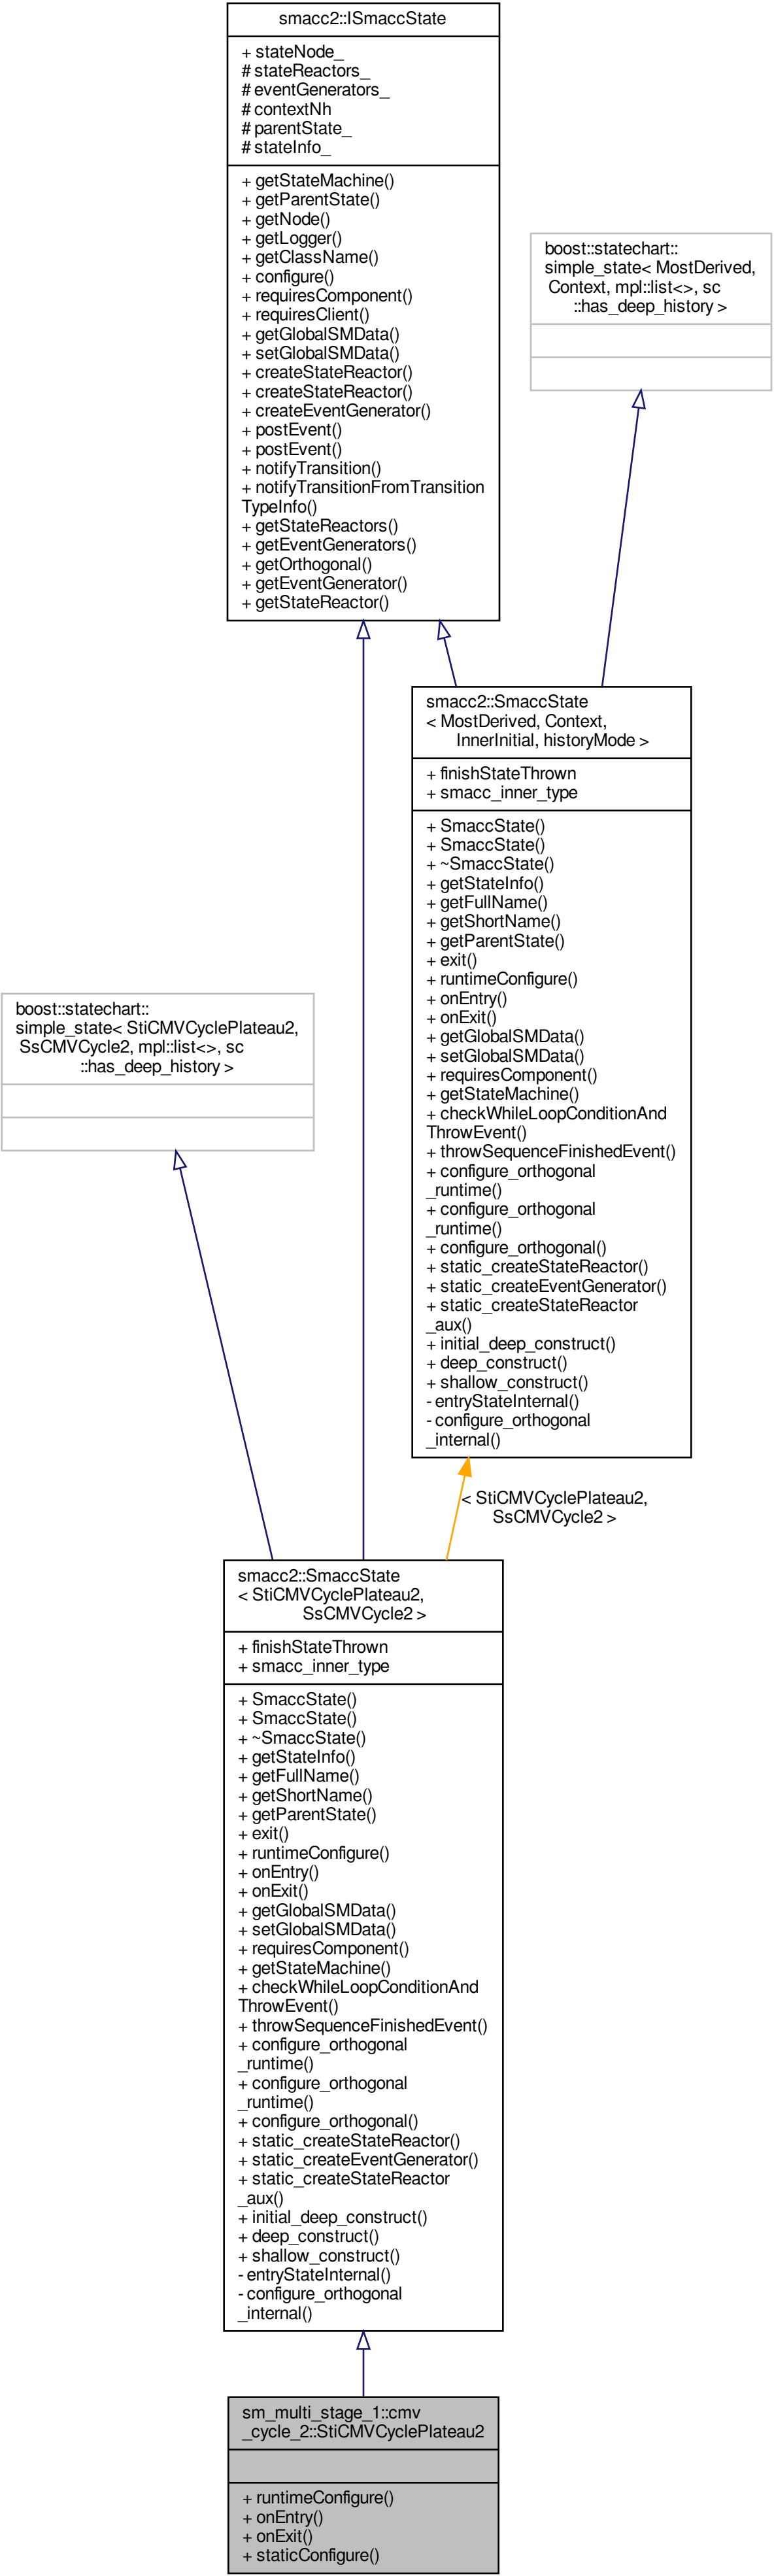 smacc2::ISmaccState
+ stateNode_
# stateReactors_
# eventGenerators_
# contextNh
# parentState_
# stateInfo_
+ getStateMachine()
+ getParentState()
+ getNode()
+ getLogger()
+ getClassName()
+ configure()
+ requiresComponent()
+ requiresClient()
+ getGlobalSMData()
+ setGlobalSMData()
+ createStateReactor()
+ createStateReactor()
+ createEventGenerator()
+ postEvent()
+ postEvent()
+ notifyTransition()
+ notifyTransitionFromTransition
TypeInfo()
+ getStateReactors()
+ getEventGenerators()
+ getOrthogonal()
+ getEventGenerator()
+ getStateReactor()
boost::statechart::
simple_state< MostDerived,
Context, mpl::list<>, sc
::has_deep_history >
smacc2::SmaccState
< MostDerived, Context,
InnerInitial, historyMode >
+ finishStateThrown
+ smacc_inner_type
+ SmaccState()
+ SmaccState()
+ ~SmaccState()
+ getStateInfo()
+ getFullName()
+ getShortName()
+ getParentState()
+ exit()
+ runtimeConfigure()
+ onEntry()
+ onExit()
+ getGlobalSMData()
+ setGlobalSMData()
+ requiresComponent()
+ getStateMachine()
+ checkWhileLoopConditionAnd
ThrowEvent()
+ throwSequenceFinishedEvent()
+ configure_orthogonal
_runtime()
+ configure_orthogonal
_runtime()
+ configure_orthogonal()
+ static_createStateReactor()
+ static_createEventGenerator()
+ static_createStateReactor
_aux()
+ initial_deep_construct()
+ deep_construct()
+ shallow_construct()
- entryStateInternal()
- configure_orthogonal
_internal()
boost::statechart::
simple_state< StiCMVCyclePlateau2,
SsCMVCycle2, mpl::list<>, sc
::has_deep_history >
< StiCMVCyclePlateau2,
SsCMVCycle2 >
smacc2::SmaccState
< StiCMVCyclePlateau2,
SsCMVCycle2 >
+ finishStateThrown
+ smacc_inner_type
+ SmaccState()
+ SmaccState()
+ ~SmaccState()
+ getStateInfo()
+ getFullName()
+ getShortName()
+ getParentState()
+ exit()
+ runtimeConfigure()
+ onEntry()
+ onExit()
+ getGlobalSMData()
+ setGlobalSMData()
+ requiresComponent()
+ getStateMachine()
+ checkWhileLoopConditionAnd
ThrowEvent()
+ throwSequenceFinishedEvent()
+ configure_orthogonal
_runtime()
+ configure_orthogonal
_runtime()
+ configure_orthogonal()
+ static_createStateReactor()
+ static_createEventGenerator()
+ static_createStateReactor
_aux()
+ initial_deep_construct()
+ deep_construct()
+ shallow_construct()
- entryStateInternal()
- configure_orthogonal
_internal()
sm_multi_stage_1::cmv
_cycle_2::StiCMVCyclePlateau2
+ runtimeConfigure()
+ onEntry()
+ onExit()
+ staticConfigure()